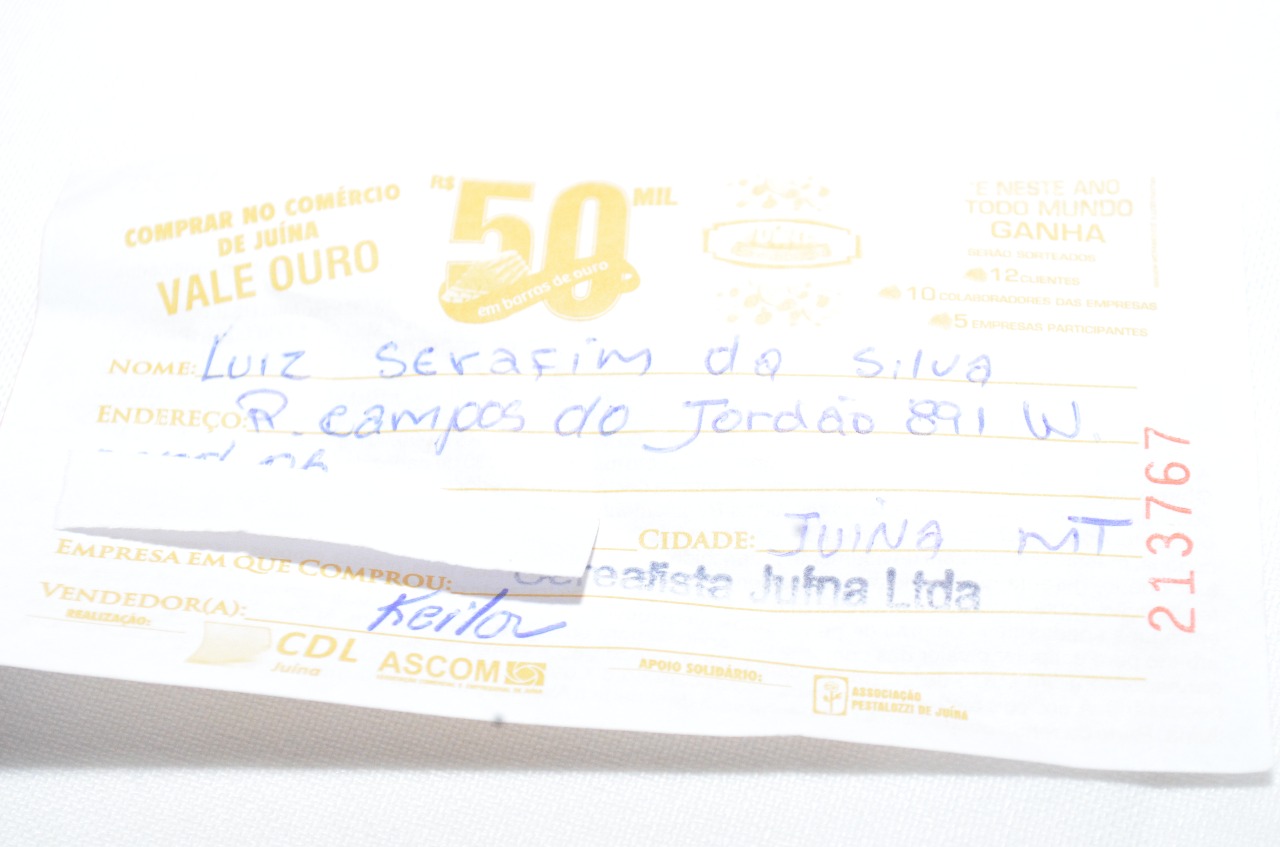 COMPRAR NO COMÉRCIO
DE JUÍNA
VALE OURO
R$ 50 MIL
em barras de ouro
E NESTE ANO
TODO MUNDO
GANHA
SERÃO SORTEADOS
12 CLIENTES
10 COLABORADORES DAS EMPRESAS
5 EMPRESAS PARTICIPANTES
NOME: Luiz Serafim da Silva
ENDEREÇO: R. campos do Jordão 891 W.
CIDADE: JUINA MT
EMPRESA EM QUE COMPROU: Cerealista Juína Ltda
VENDEDOR(A): Keilor
213767
REALIZAÇÃO:
CDL
Juína
ASCOM
APOIO SOLIDÁRIO:
ASSOCIAÇÃO
PESTALOZZI DE JUÍNA